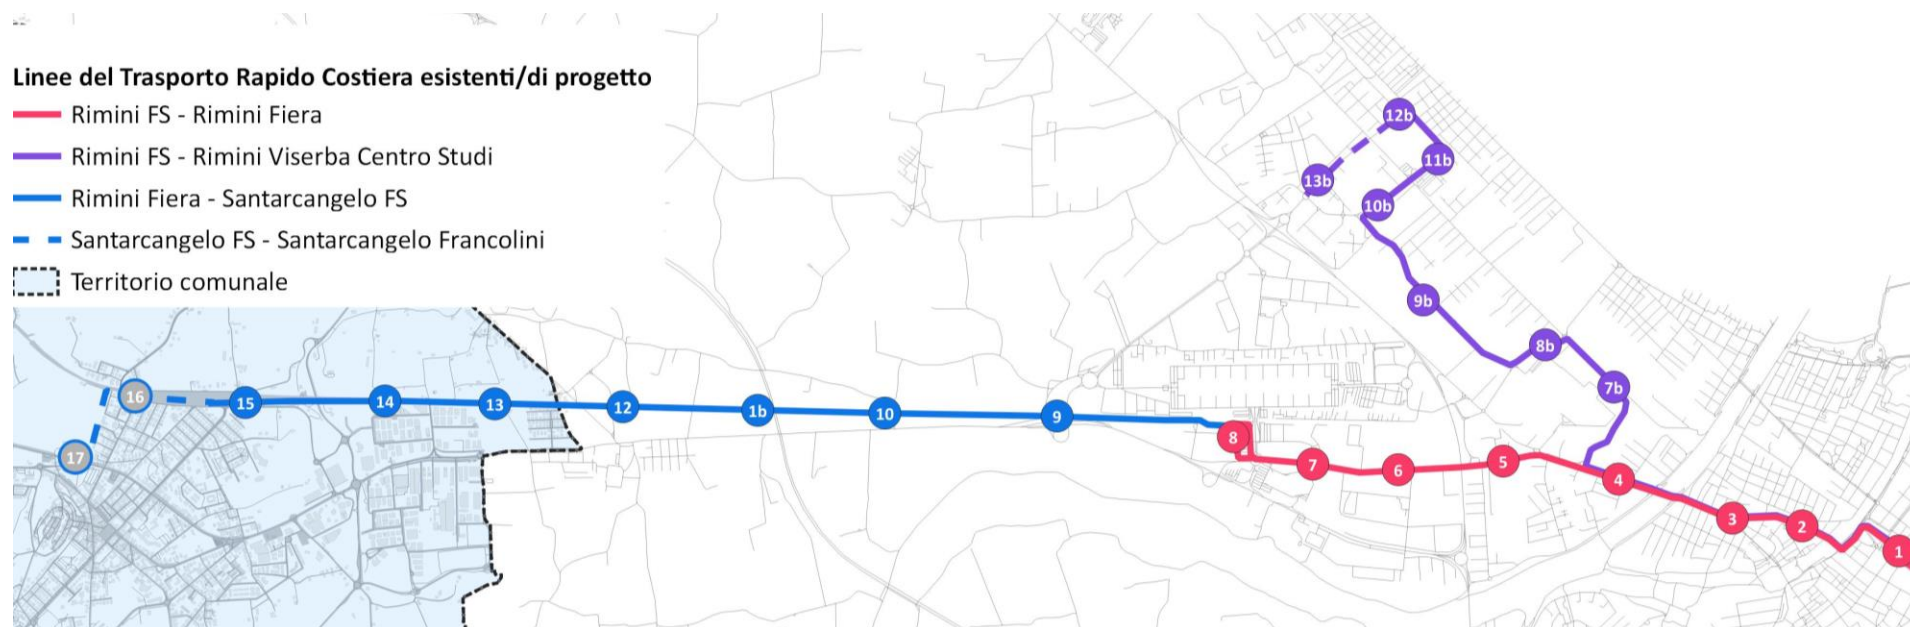 Linee del Trasporto Rapido Costiera esistenti/di progetto
Rimini FS - Rimini Fiera
Rimini FS - Rimini Viserba Centro Studi
Rimini Fiera - Santarcangelo FS
Santarcangelo FS - Santarcangelo Francolini
Territorio comunale
12b
11b
13b
10b
9b
8b
7b
16
15
14
13
12
1b
10
9
8
7
6
5
4
3
2
1
17